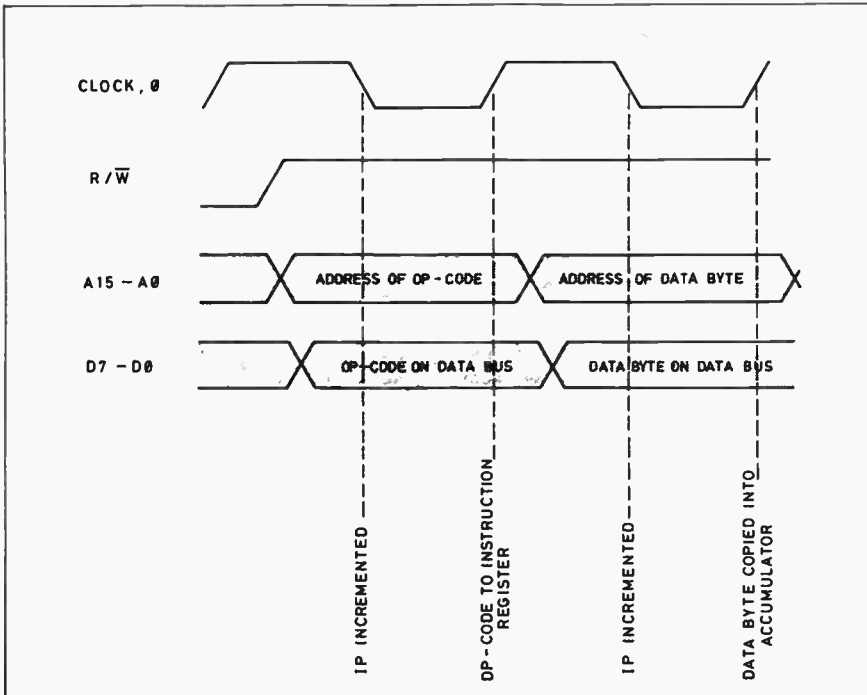 CLOCK, Ø
R/W̅
A15 – AØ
ADDRESS OF OP-CODE
ADDRESS OF DATA BYTE
D7 – DØ
OP-CODE ON DATA BUS
DATA BYTE ON DATA BUS
IP INCREMENTED
OP-CODE TO INSTRUCTION
REGISTER
IP INCREMENTED
DATA BYTE COPIED INTO
ACCUMULATOR